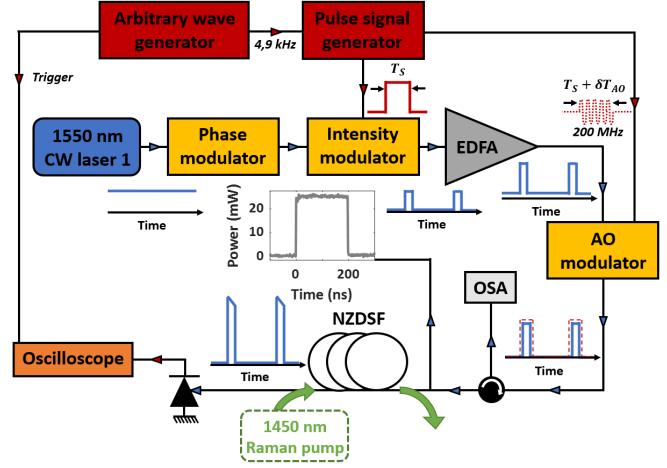 Arbitrary wave
generator
4,9 kHz
Pulse signal
generator
Trigger
T_S
T_S + δT_AO
200 MHz
1550 nm
CW laser 1
Phase
modulator
Intensity
modulator
EDFA
Time
Power (mW)
20
10
0
0
200
Time (ns)
Time
Time
AO
modulator
OSA
NZDSF
Time
Time
Oscilloscope
1450 nm
Raman pump